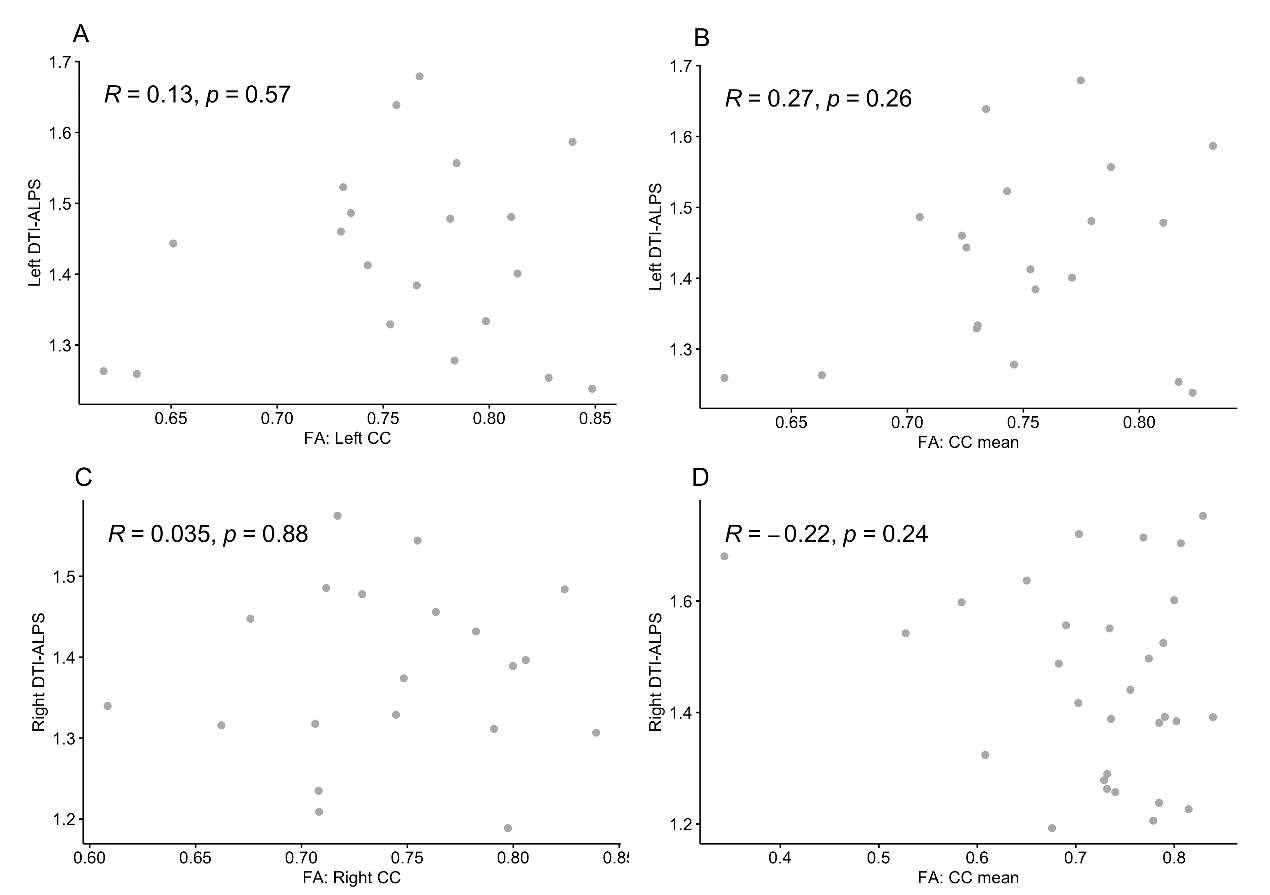 A
R = 0.13, p = 0.57
1.7
1.6
1.5
1.4
1.3
Left DTI-ALPS
0.65 0.70 0.75 0.80 0.85
FA: Left CC
B
R = 0.27, p = 0.26
1.7
1.6
1.5
1.4
1.3
Left DTI-ALPS
0.65 0.70 0.75 0.80
FA: CC mean
C
R = 0.035, p = 0.88
1.5
1.4
1.3
1.2
Right DTI-ALPS
0.60 0.65 0.70 0.75 0.80
FA: Right CC
D
R = −0.22, p = 0.24
1.6
1.4
1.2
Right DTI-ALPS
0.4 0.5 0.6 0.7 0.8
FA: CC mean